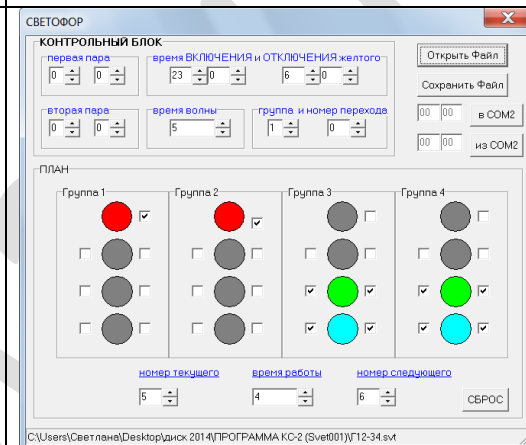 СВЕТОФОР
КОНТРОЛЬНЫЙ БЛОК
первая пара
0 0
время ВКЛЮЧЕНИЯ и ОТКЛЮЧЕНИЯ желтого
23 0 6 0
Открыть Файл
Сохранить Файл
вторая пара
0 0
время волны
5
группа и номер перехода
1 0
00 00 в COM2
00 00 из COM2
ПЛАН
Группа 1
Группа 2
Группа 3
Группа 4
номер текущего
время работы
номер следующего
5
4
6
СБРОС
C:\Users\Светлана\Desktop\диск 2014\ПРОГРАММА КС-2 (Svet001)\Г12-34.svt